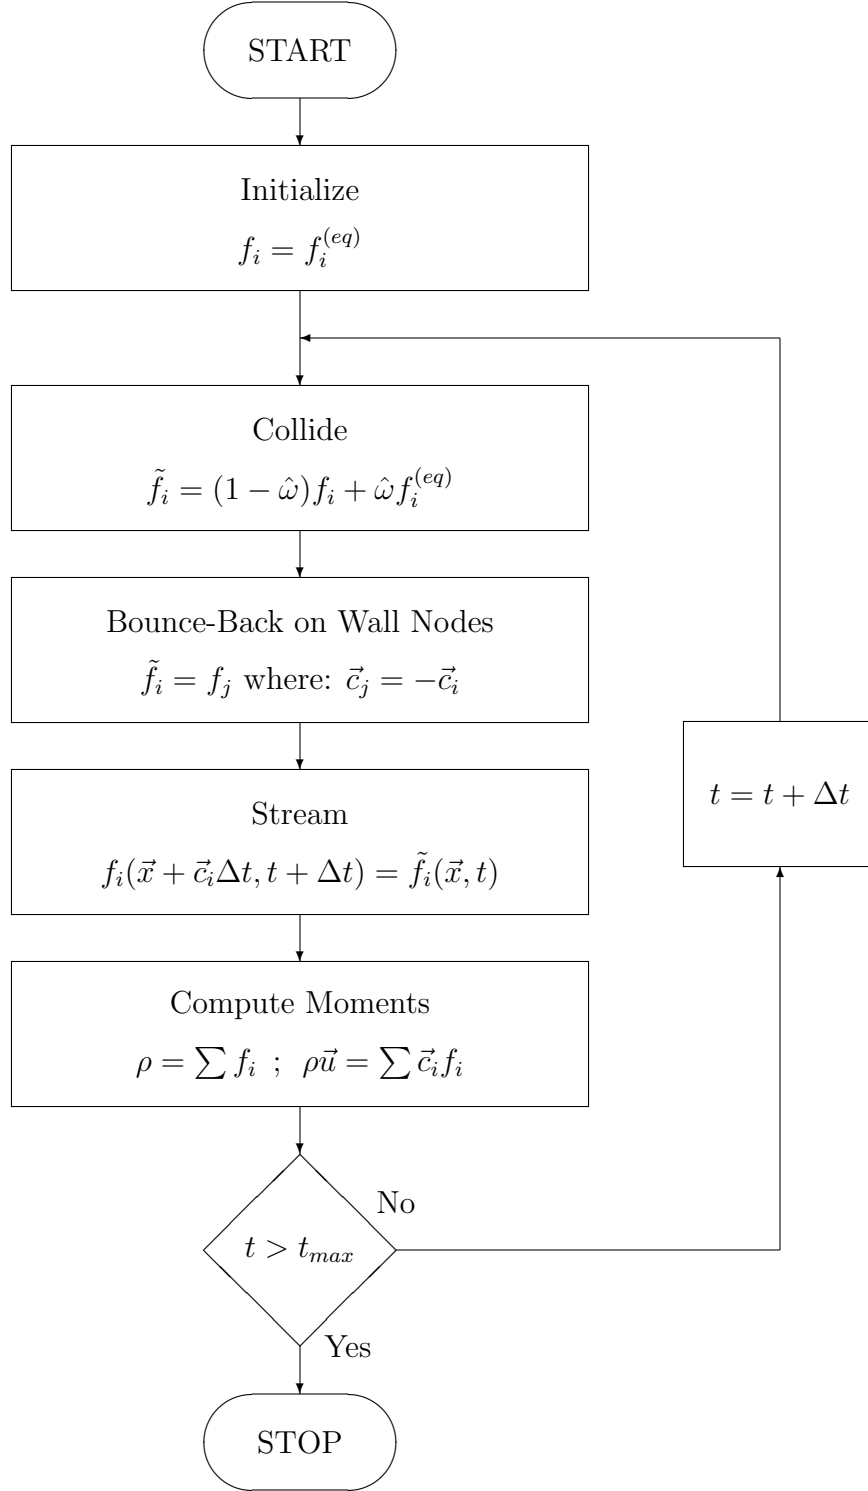 START
Initialize
$f_i = f_i^{(eq)}$
Collide
$\tilde{f}_i = (1 - \hat{\omega}) f_i + \hat{\omega} f_i^{(eq)}$
Bounce-Back on Wall Nodes
$\tilde{f}_i = f_j$ where: $\vec{c}_j = -\vec{c}_i$
Stream
$f_i(\vec{x} + \vec{c}_i \Delta t, t + \Delta t) = \tilde{f}_i(\vec{x}, t)$
$t = t + \Delta t$
Compute Moments
$\rho = \sum f_i \; ; \; \rho \vec{u} = \sum \vec{c}_i f_i$
No
$t > t_{max}$
Yes
STOP